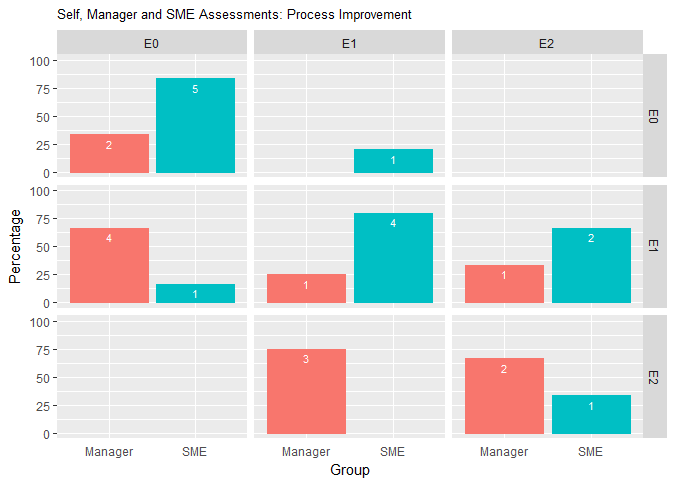 Self, Manager and SME Assessments: Process Improvement
E0 E1 E2
100
75 5
50
25 2 1
0
E0
100
75 4 4 2
50
25 1 1 1
0
E1
100
75 3 2
50
25 1
0
E2
Percentage
Manager SME Manager SME Manager SME
Group